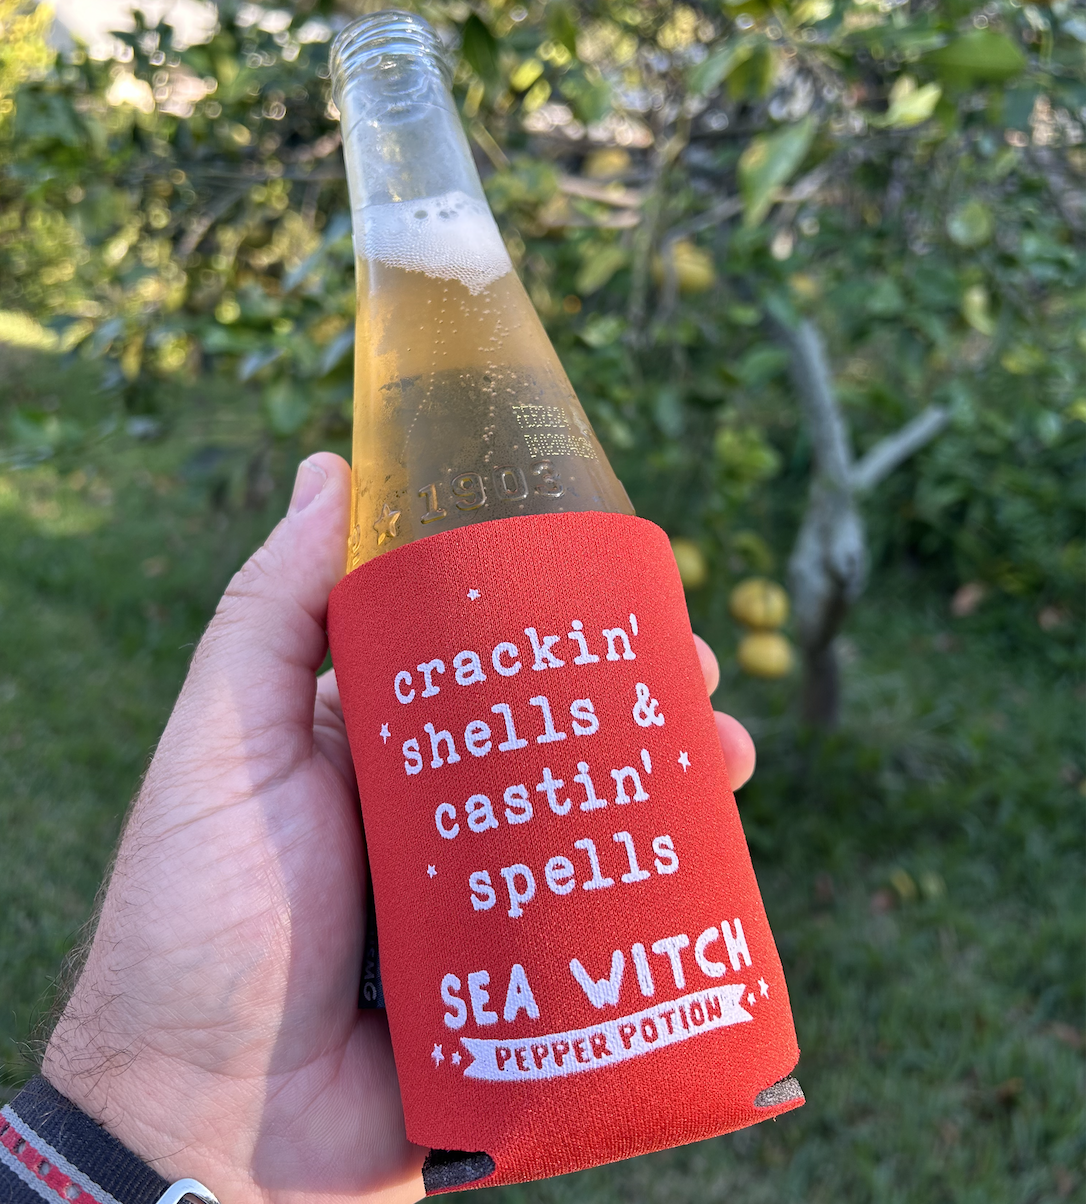 1903
crackin'
shells &
castin'
spells
SEA WITCH
PEPPER POTION